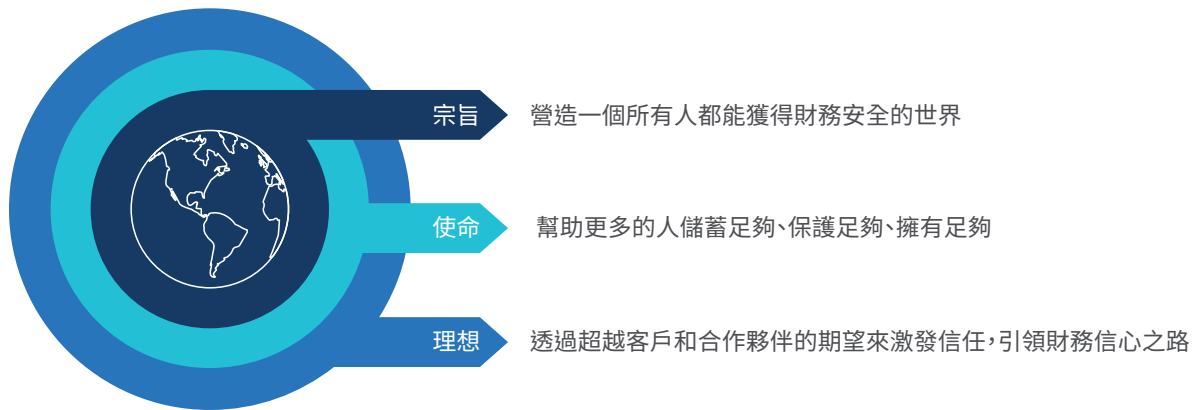 宗旨 營造一個所有人都能獲得財務安全的世界
使命 幫助更多的人儲蓄足夠、保護足夠、擁有足夠
理想 透過超越客戶和合作夥伴的期望來激發信任，引領財務信心之路